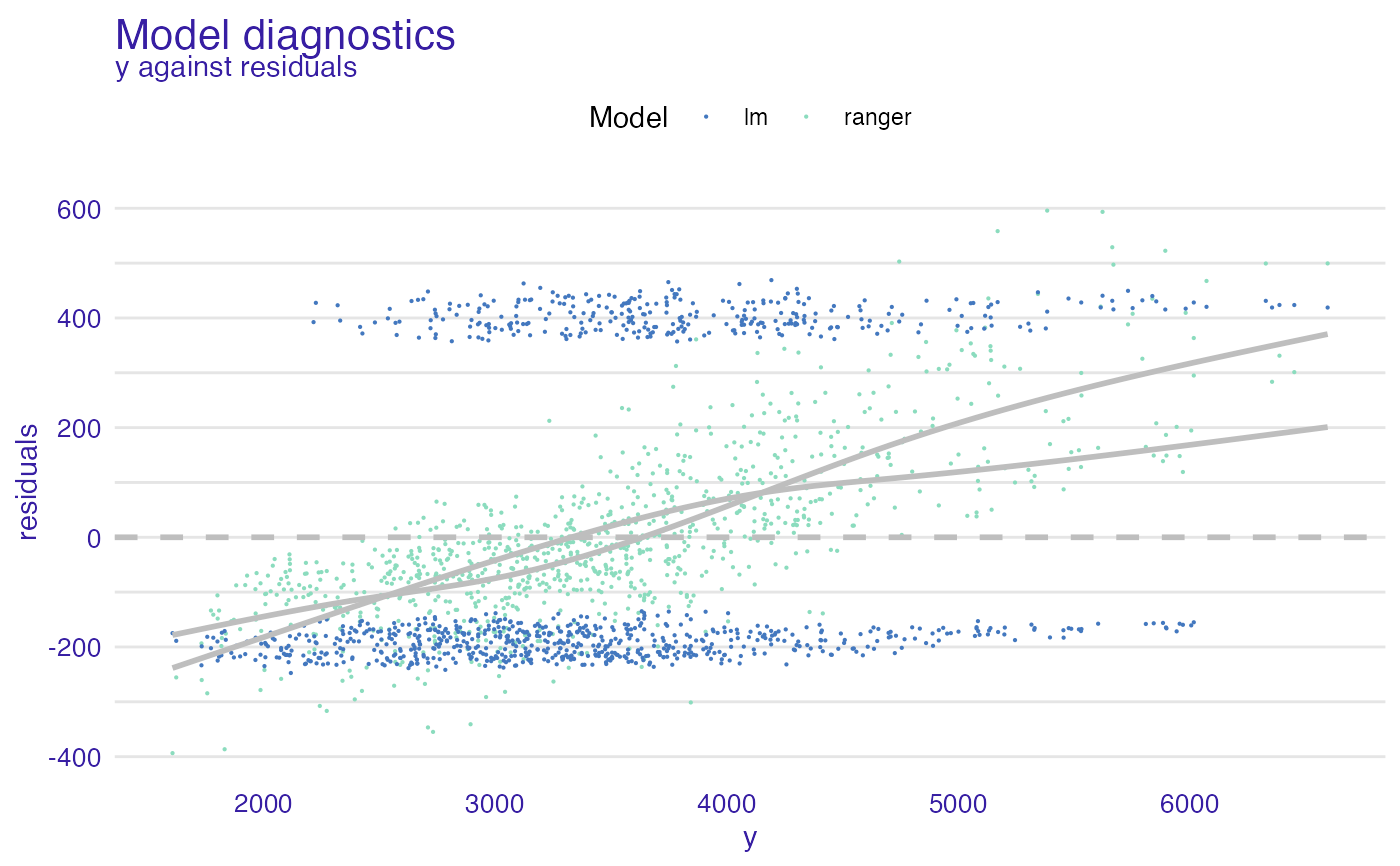 Model diagnostics
y against residuals
Model lm ranger
600
400
200
0
-200
-400
residuals
2000 3000 4000 5000 6000
y